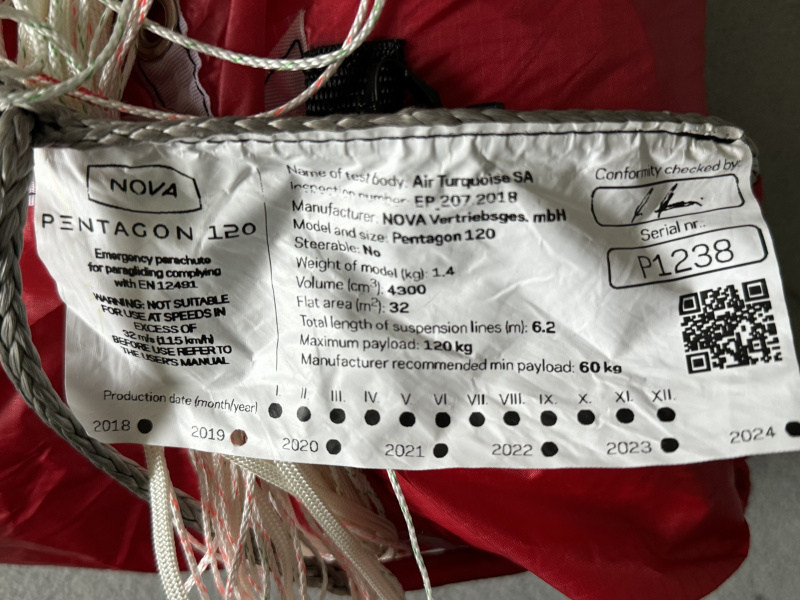 NOVA
PENTAGON 120
Emergency parachute
for paragliding complying
with EN 12491
WARNING: NOT SUITABLE
FOR USE AT SPEEDS IN
EXCESS OF
32 m/s (115 km/h)
BEFORE USE REFER TO
THE USER'S MANUAL
Name of test body: Air Turquoise SA
Inspection number: EP 207.2018
Manufacturer: NOVA Vertriebsges. mbH
Model and size: Pentagon 120
Steerable: No
Weight of model (kg): 1.4
Volume (cm³): 4300
Flat area (m²): 32
Total length of suspension lines (m): 6.2
Maximum payload: 120 kg
Manufacturer recommended min payload: 60 kg
Conformity checked by:
Serial nr.:
P1238
Production date (month/year)
I. II. III. IV. V. VI. VII. VIII. IX. X. XI. XII.
2018 2019 2020 2021 2022 2023 2024